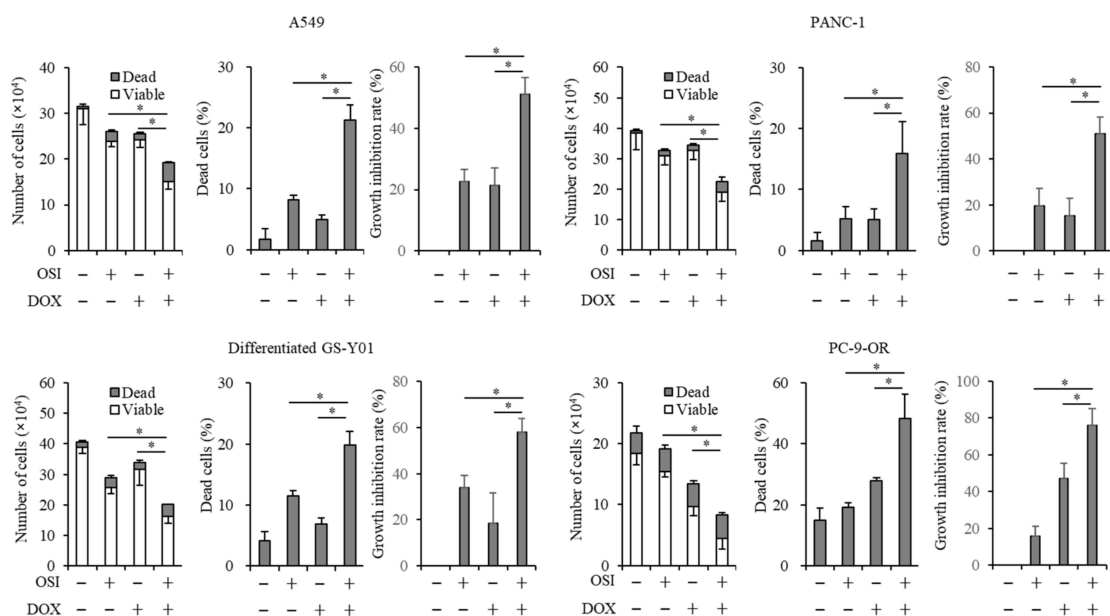 A549
Number of cells (×10⁴)
40
30
20
10
0
Dead
Viable
*
*
Dead cells (%)
30
20
10
0
*
*
Growth inhibition rate (%)
60
40
20
0
*
*
OSI − + − + − + − + − + − +
DOX − − + + − − + + − − + +
PANC-1
Number of cells (×10⁴)
60
50
40
30
20
10
0
Dead
Viable
*
*
Dead cells (%)
30
20
10
0
*
*
Growth inhibition rate (%)
80
60
40
20
0
*
*
OSI − + − + − + − + − + − +
DOX − − + + − − + + − − + +
Differentiated GS-Y01
Number of cells (×10⁴)
50
40
30
20
10
0
Dead
Viable
*
*
Dead cells (%)
30
20
10
0
*
*
Growth inhibition rate (%)
80
60
40
20
0
*
*
OSI − + − + − + − + − + − +
DOX − − + + − − + + − − + +
PC-9-OR
Number of cells (×10⁴)
30
25
20
15
10
5
0
Dead
Viable
*
*
Dead cells (%)
60
40
20
0
*
*
Growth inhibition rate (%)
100
80
60
40
20
0
*
*
OSI − + − + − + − + − + − +
DOX − − + + − − + + − − + +